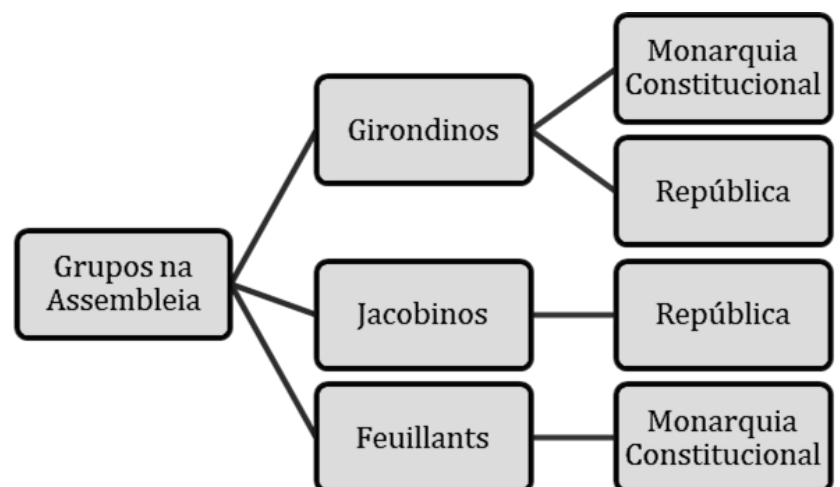 Grupos na
Assembleia
Girondinos
Monarquia
Constitucional
República
Jacobinos
República
Feuillants
Monarquia
Constitucional